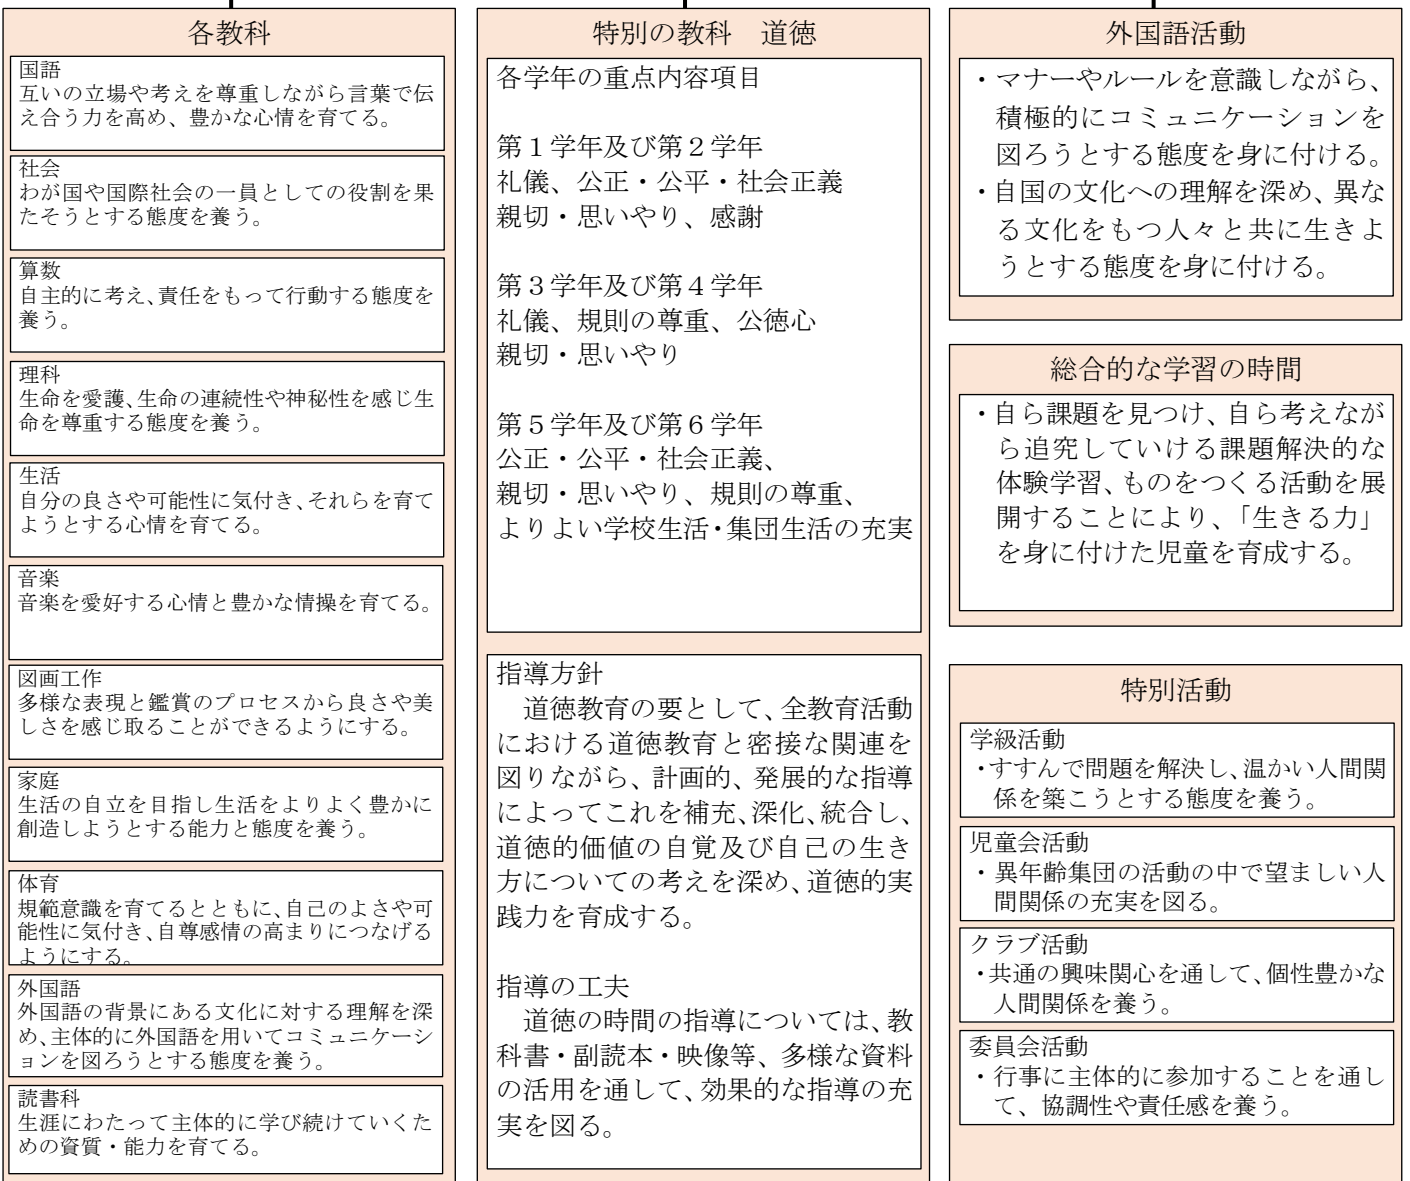 各教科
国語
互いの立場や考えを尊重しながら言葉で伝
え合う力を高め、豊かな心情を育てる。
社会
わが国や国際社会の一員としての役割を果
たそうとする態度を養う。
算数
自主的に考え、責任をもって行動する態度を
養う。
理科
生命を愛護、生命の連続性や神秘性を感じ生
命を尊重する態度を養う。
生活
自分の良さや可能性に気付き、それらを育て
ようとする心情を育てる。
音楽
音楽を愛好する心情と豊かな情操を育てる。
図画工作
多様な表現と鑑賞のプロセスから良さや美
しさを感じ取ることができるようにする。
家庭
生活の自立を目指し生活をよりよく豊かに
創造しようとする能力と態度を養う。
体育
規範意識を育てるとともに、自己のよさや可
能性に気付き、自尊感情の高まりにつなげる
ようにする。
外国語
外国語の背景にある文化に対する理解を深
め、主体的に外国語を用いてコミュニケーシ
ョンを図ろうとする態度を養う。
読書科
生涯にわたって主体的に学び続けていくた
めの資質・能力を育てる。
特別の教科　道徳
各学年の重点内容項目
第１学年及び第２学年
礼儀、公正・公平・社会正義
親切・思いやり、感謝
第３学年及び第４学年
礼儀、規則の尊重、公徳心
親切・思いやり
第５学年及び第６学年
公正・公平・社会正義、
親切・思いやり、規則の尊重、
よりよい学校生活・集団生活の充実
指導方針
　道徳教育の要として、全教育活動
における道徳教育と密接な関連を
図りながら、計画的、発展的な指導
によってこれを補充、深化、統合し、
道徳的価値の自覚及び自己の生き
方についての考えを深め、道徳的実
践力を育成する。
指導の工夫
　道徳の時間の指導については、教
科書・副読本・映像等、多様な資料
の活用を通して、効果的な指導の充
実を図る。
外国語活動
・マナーやルールを意識しながら、
積極的にコミュニケーションを
図ろうとする態度を身に付ける。
・自国の文化への理解を深め、異な
る文化をもつ人々と共に生きよ
うとする態度を身に付ける。
総合的な学習の時間
・自ら課題を見つけ、自ら考えなが
ら追究していける課題解決的な
体験学習、ものをつくる活動を展
開することにより、「生きる力」
を身に付けた児童を育成する。
特別活動
学級活動
・すすんで問題を解決し、温かい人間関
係を築こうとする態度を養う。
児童会活動
・異年齢集団の活動の中で望ましい人
間関係の充実を図る。
クラブ活動
・共通の興味関心を通して、個性豊かな
人間関係を養う。
委員会活動
・行事に主体的に参加することを通し
て、協調性や責任感を養う。